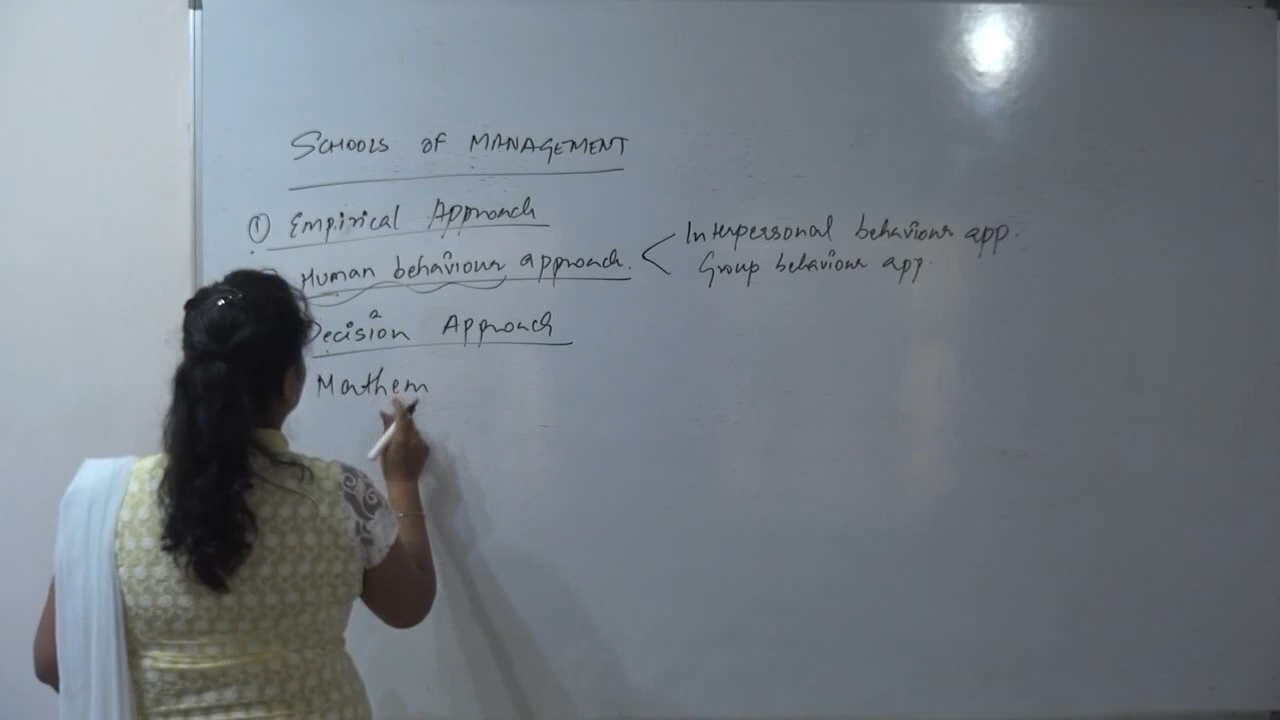 SCHOOLS OF MANAGEMENT
① Empirical Approach
Human behaviour approach.
Interpersonal behaviour app.
Group behaviour app.
Decision Approach
Mathem